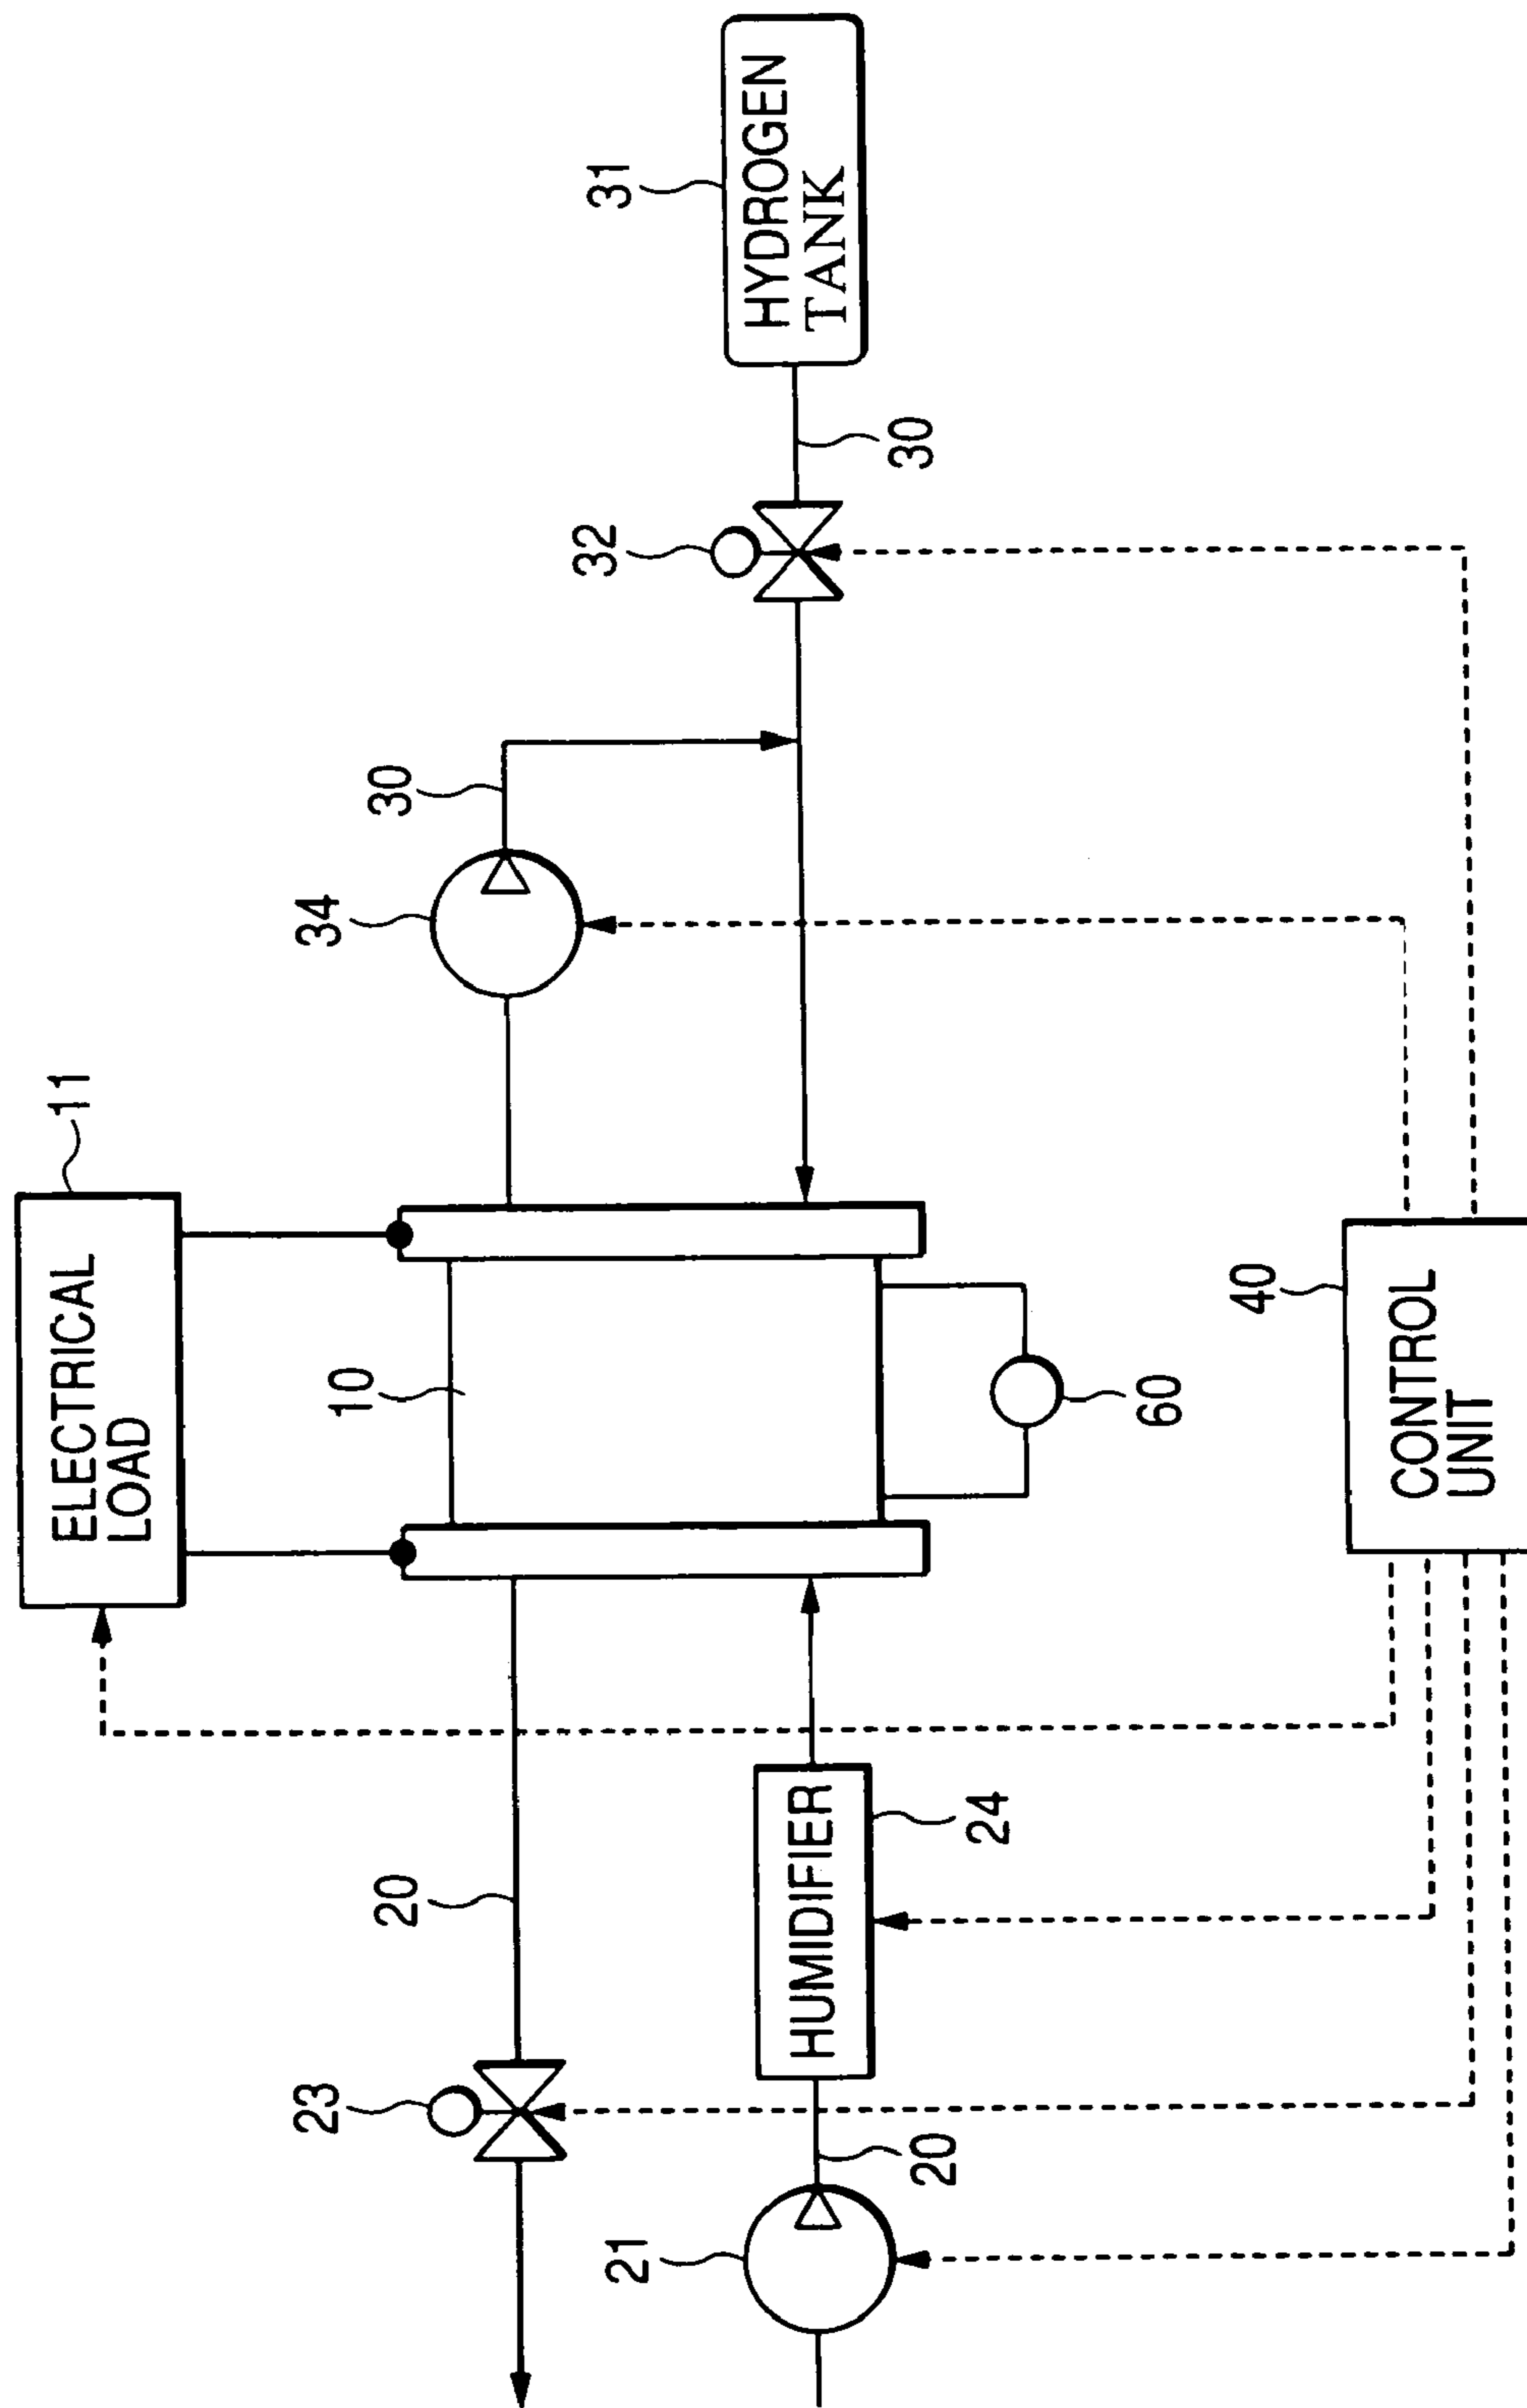 ELECTRICAL
LOAD
11
23
34
10
20
30
21
32
31
HYDROGEN
TANK
HUMIDIFIER
20
30
24
60
40
CONTROL
UNIT